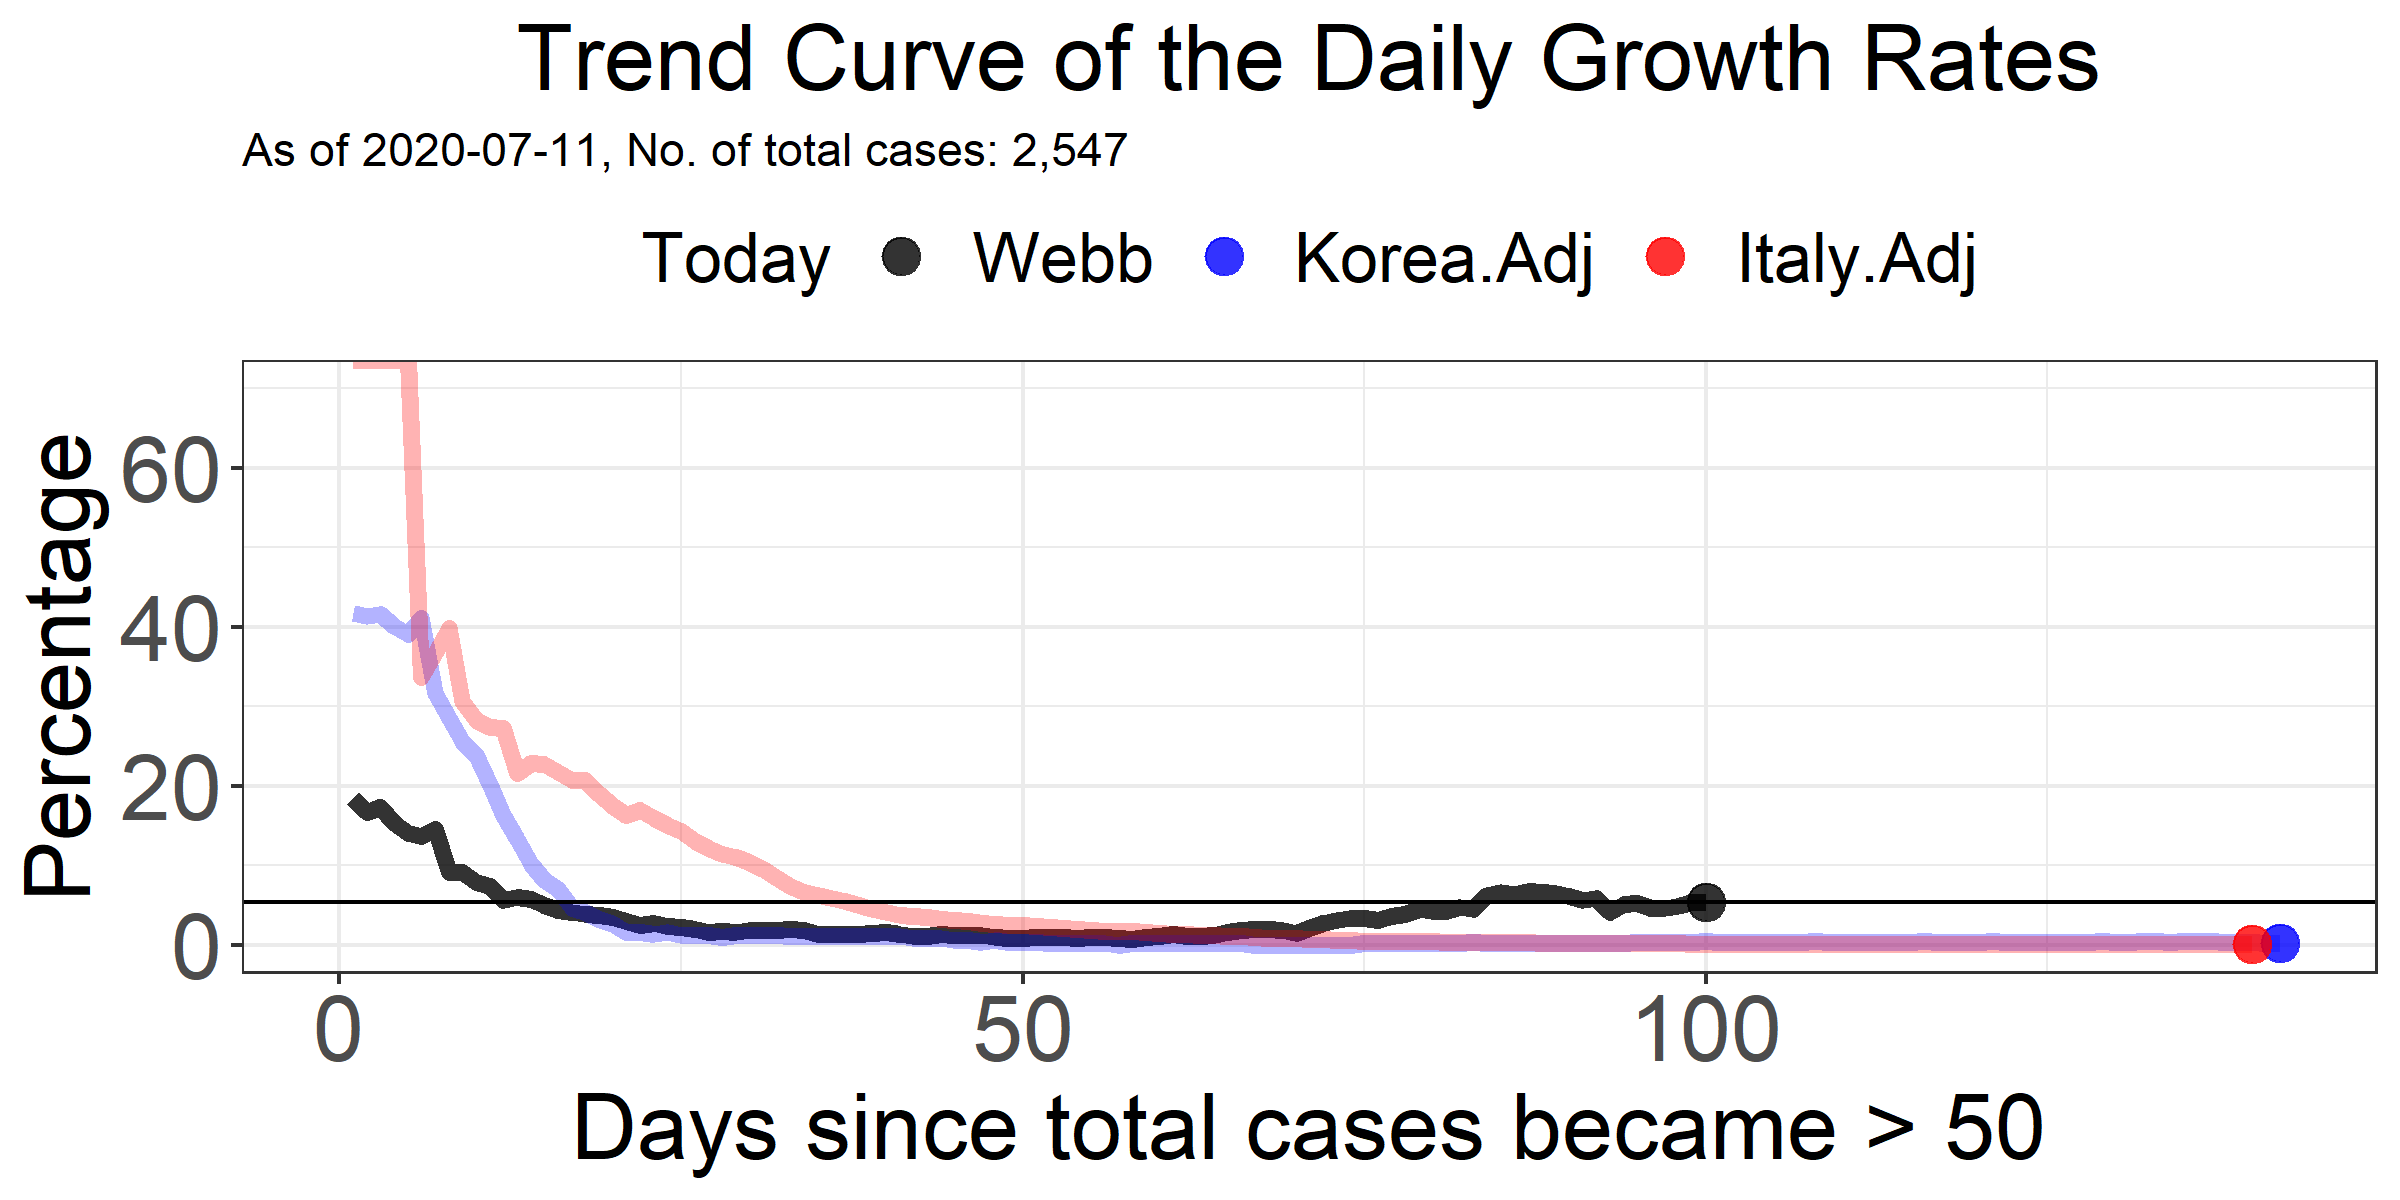 Trend Curve of the Daily Growth Rates
As of 2020-07-11, No. of total cases: 2,547
Today Webb Korea.Adj Italy.Adj
Percentage
60
40
20
0
0 50 100
Days since total cases became > 50